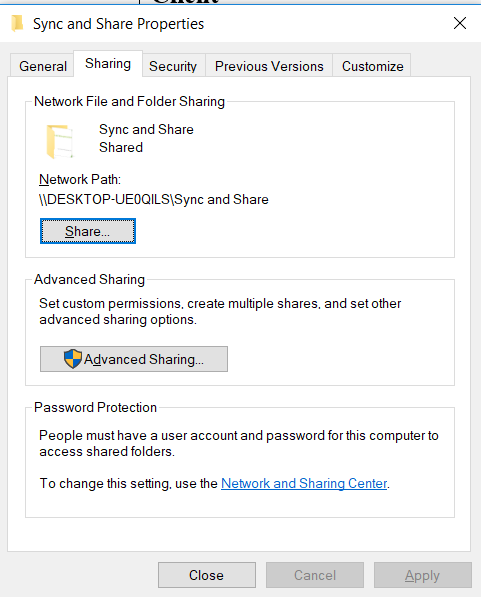 Client
Sync and Share Properties
General Sharing Security Previous Versions Customize
Network File and Folder Sharing
Sync and Share
Shared
Network Path:
\\DESKTOP-UE0QILS\Sync and Share
Share...
Advanced Sharing
Set custom permissions, create multiple shares, and set other
advanced sharing options.
Advanced Sharing...
Password Protection
People must have a user account and password for this computer to
access shared folders.
To change this setting, use the Network and Sharing Center.
Close Cancel Apply